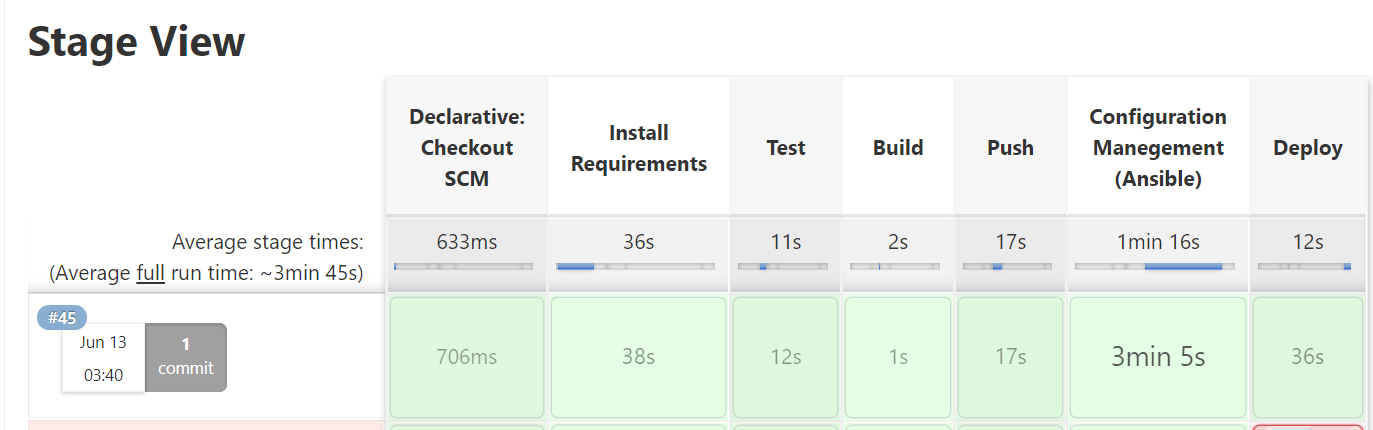 Stage View
Declarative:
Checkout
SCM
Install
Requirements
Test
Build
Push
Configuration
Manegement
(Ansible)
Deploy
Average stage times:
(Average full run time: ~3min 45s)
633ms
36s
11s
2s
17s
1min 16s
12s
#45
Jun 13
03:40
1
commit
706ms
38s
12s
1s
17s
3min 5s
36s